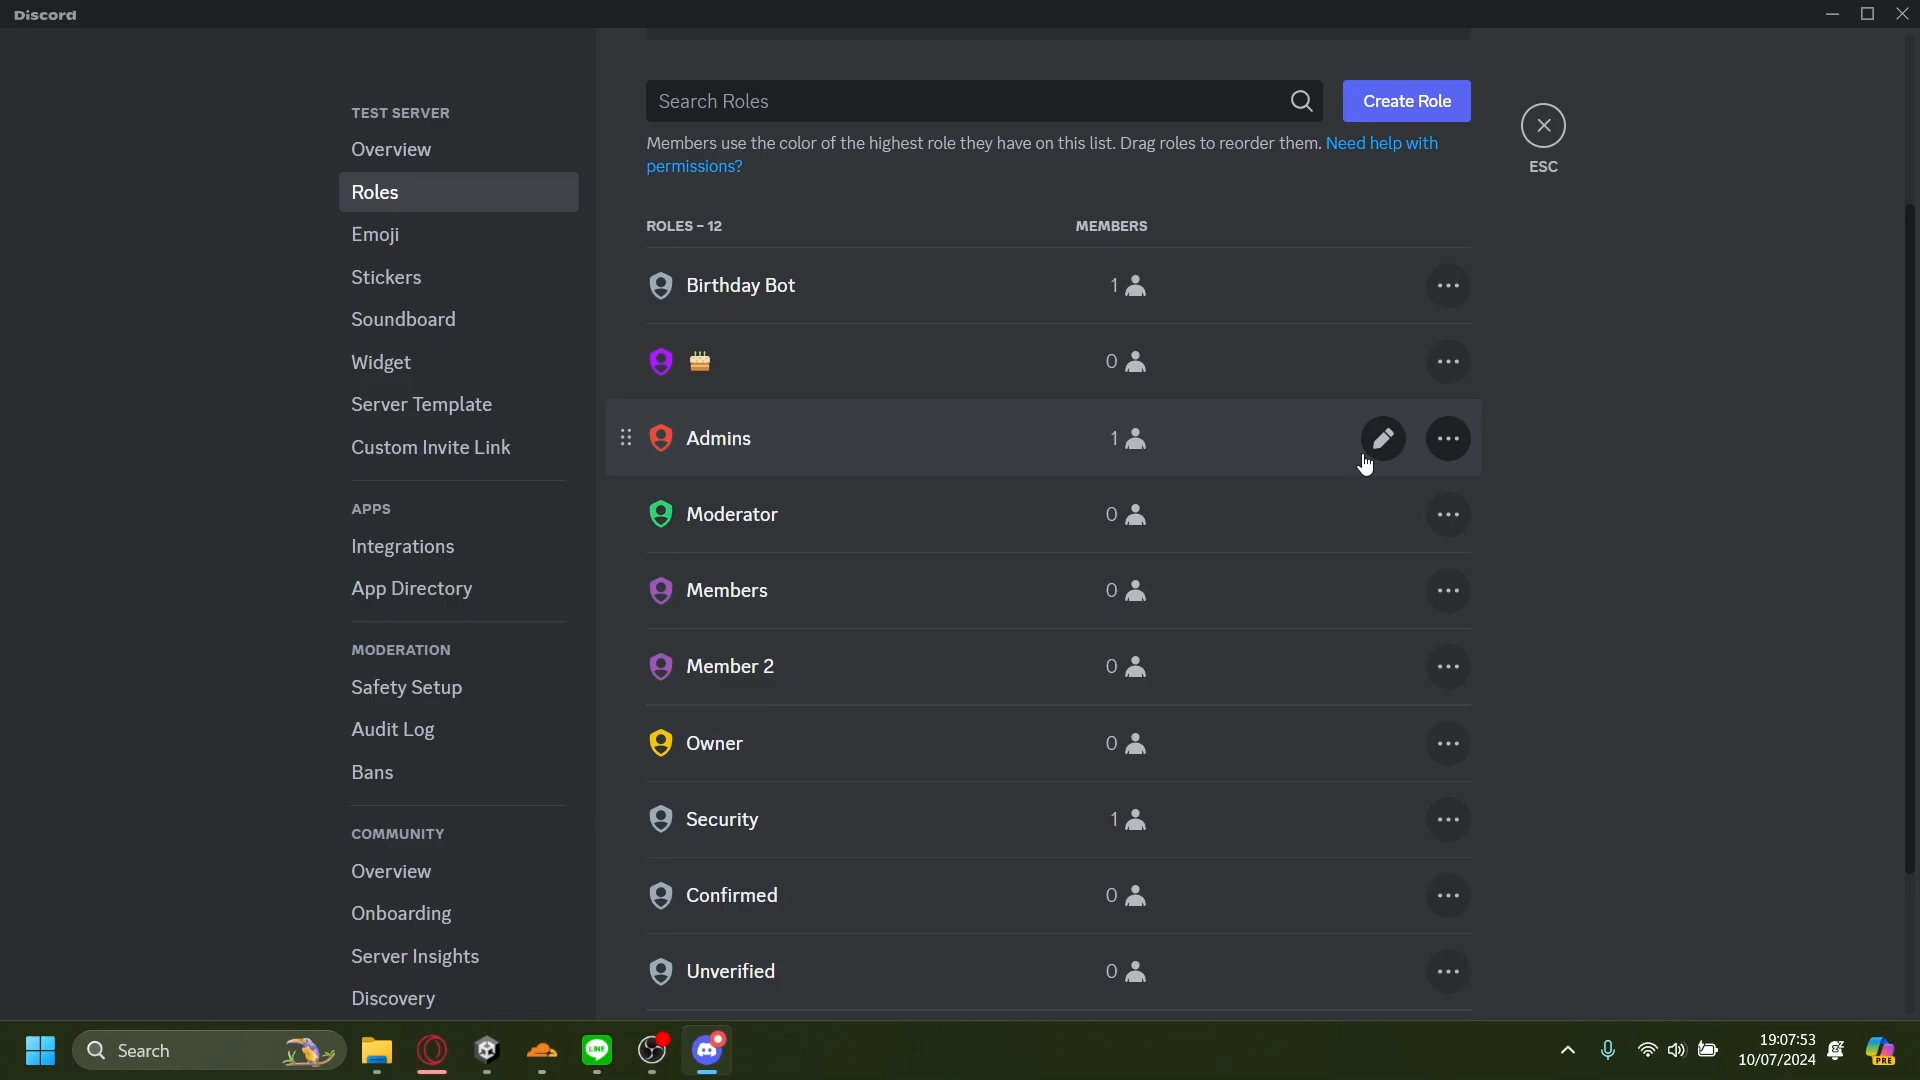 Discord
TEST SERVER
Overview
Roles
Emoji
Stickers
Soundboard
Widget
Server Template
Custom Invite Link
APPS
Integrations
App Directory
MODERATION
Safety Setup
Audit Log
Bans
COMMUNITY
Overview
Onboarding
Server Insights
Discovery
Search Roles
Create Role
ESC
Members use the color of the highest role they have on this list. Drag roles to reorder them. Need help with
permissions?
ROLES – 12 MEMBERS
Birthday Bot 1
0
Admins 1
Moderator 0
Members 0
Member 2 0
Owner 0
Security 1
Confirmed 0
Unverified 0
Search
LINE
19:07:53
10/07/2024
PRE